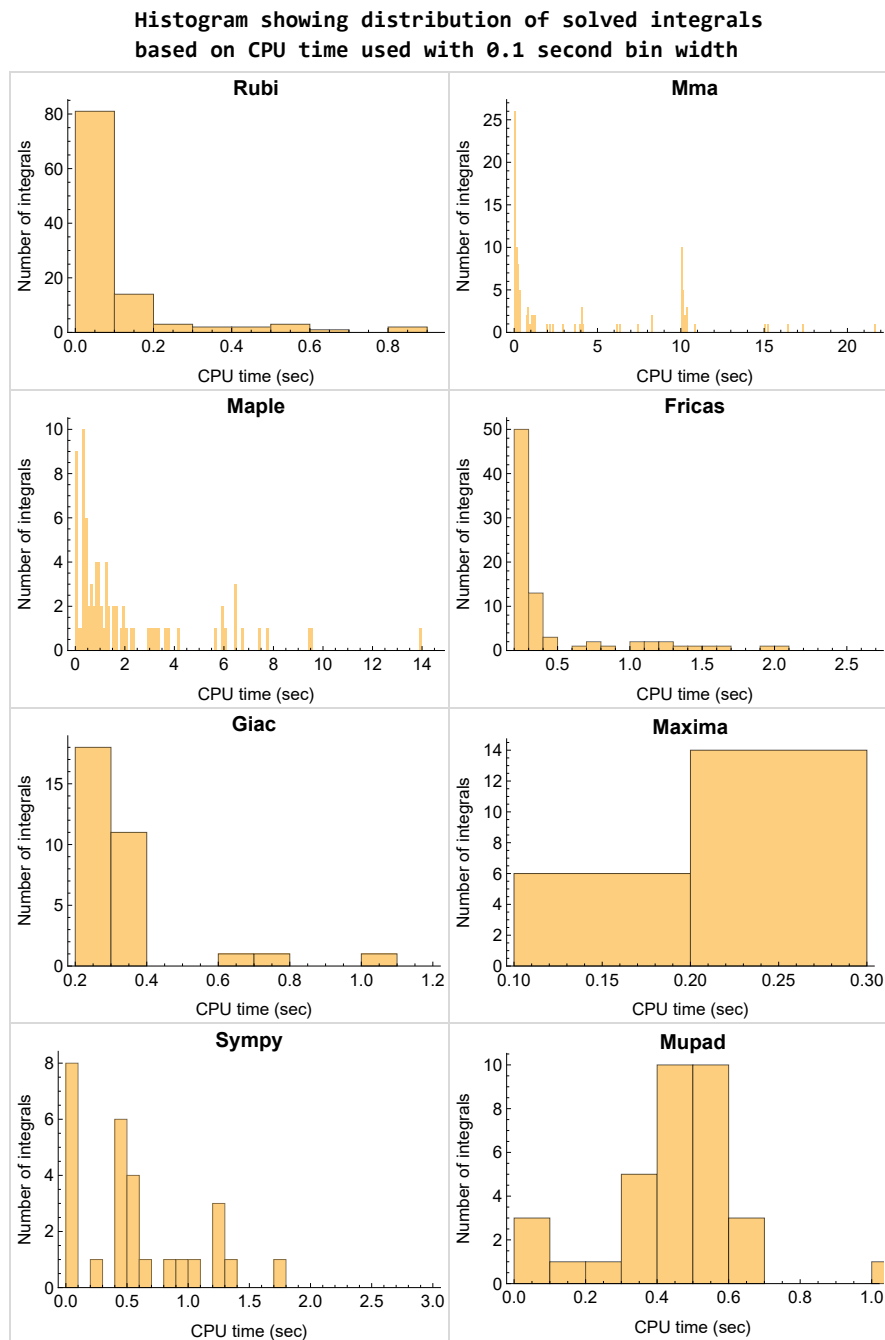 Histogram showing distribution of solved integrals
based on CPU time used with 0.1 second bin width
Rubi
Number of integrals
80
60
40
20
0
0.0 0.2 0.4 0.6 0.8
CPU time (sec)
Mma
Number of integrals
25
20
15
10
5
0
0 5 10 15 20
CPU time (sec)
Maple
Number of integrals
10
8
6
4
2
0
0 2 4 6 8 10 12 14
CPU time (sec)
Fricas
Number of integrals
50
40
30
20
10
0
0.5 1.0 1.5 2.0 2.5
CPU time (sec)
Giac
Number of integrals
15
10
5
0
0.2 0.4 0.6 0.8 1.0 1.2
CPU time (sec)
Maxima
Number of integrals
14
12
10
8
6
4
2
0
0.10 0.15 0.20 0.25 0.30
CPU time (sec)
Sympy
Number of integrals
8
6
4
2
0
0.0 0.5 1.0 1.5 2.0 2.5 3.0
CPU time (sec)
Mupad
Number of integrals
10
8
6
4
2
0
0.0 0.2 0.4 0.6 0.8 1.0
CPU time (sec)